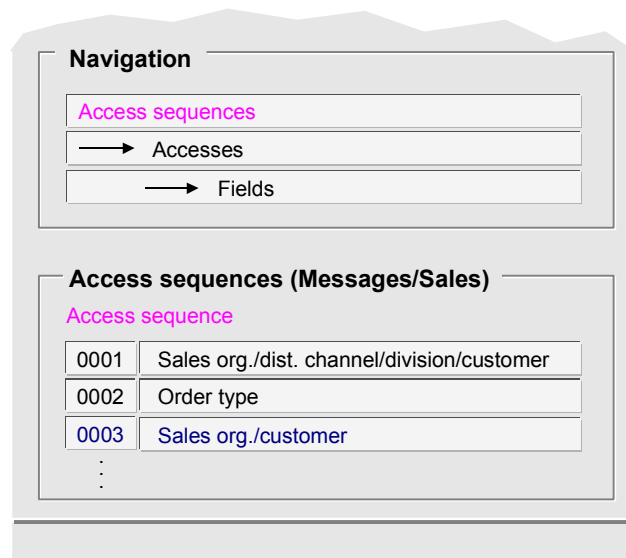 Navigation
Access sequences
Accesses
Fields
Access sequences (Messages/Sales)
Access sequence
0001 Sales org./dist. channel/division/customer
0002 Order type
0003 Sales org./customer